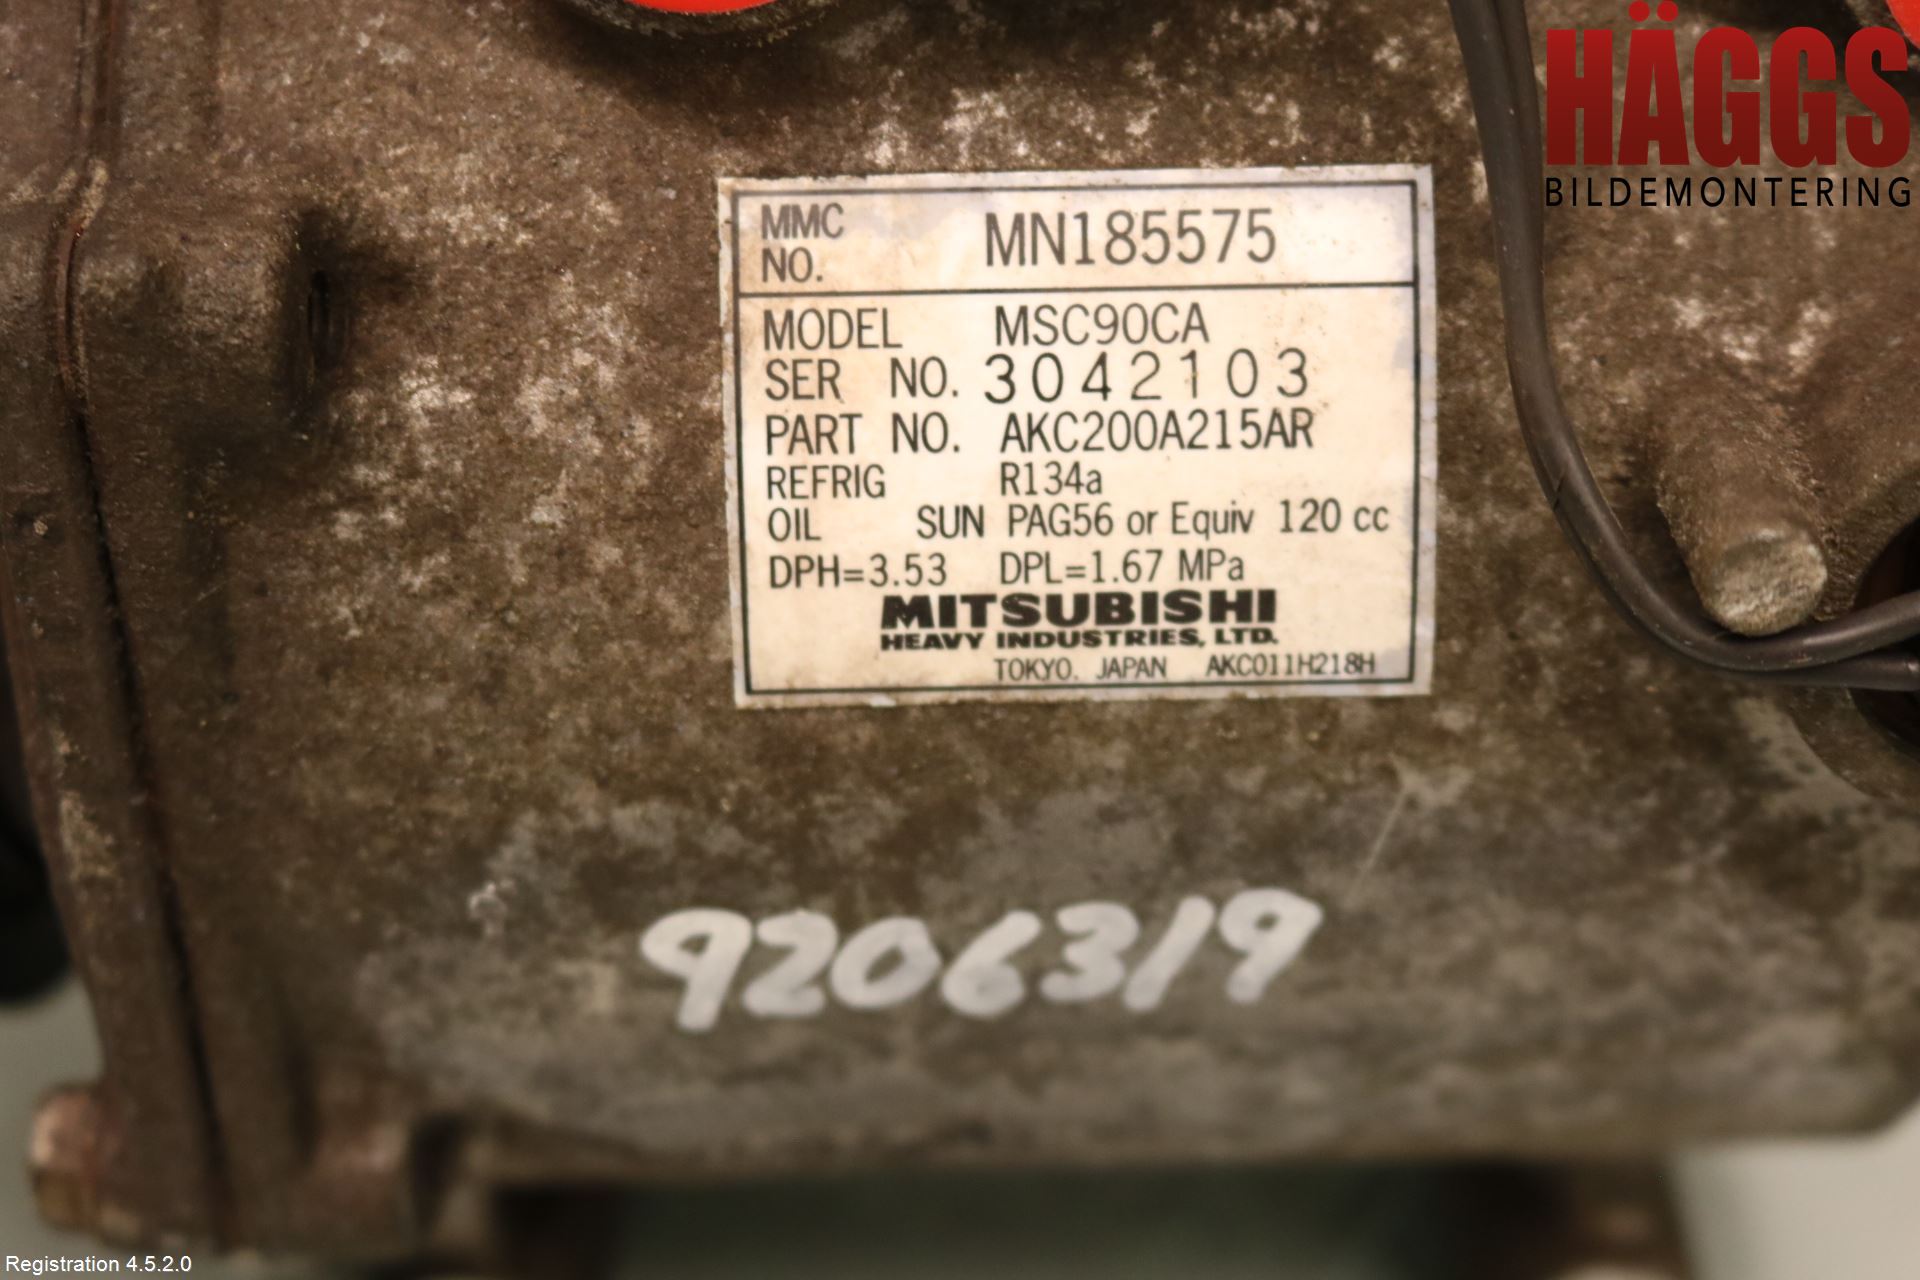 HÄGGS
BILDEMONTERING
MMC NO. MN185575
MODEL MSC90CA
SER NO. 3042103
PART NO. AKC200A215AR
REFRIG R134a
OIL SUN PAG56 or Equiv 120 cc
DPH=3.53 DPL=1.67 MPa
MITSUBISHI
HEAVY INDUSTRIES, LTD.
TOKYO. JAPAN AKC011H218H
9206319
Registration 4.5.2.0